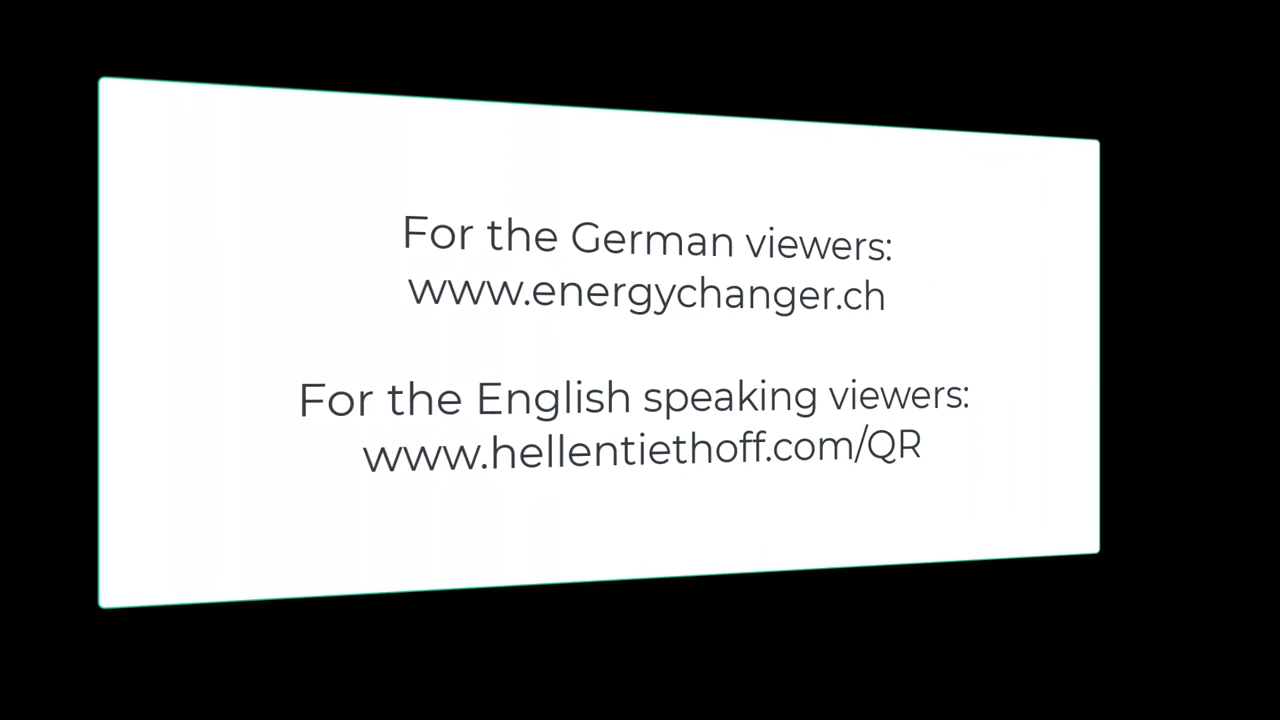 For the German viewers:
www.energychanger.ch
For the English speaking viewers:
www.hellentiethoff.com/QR